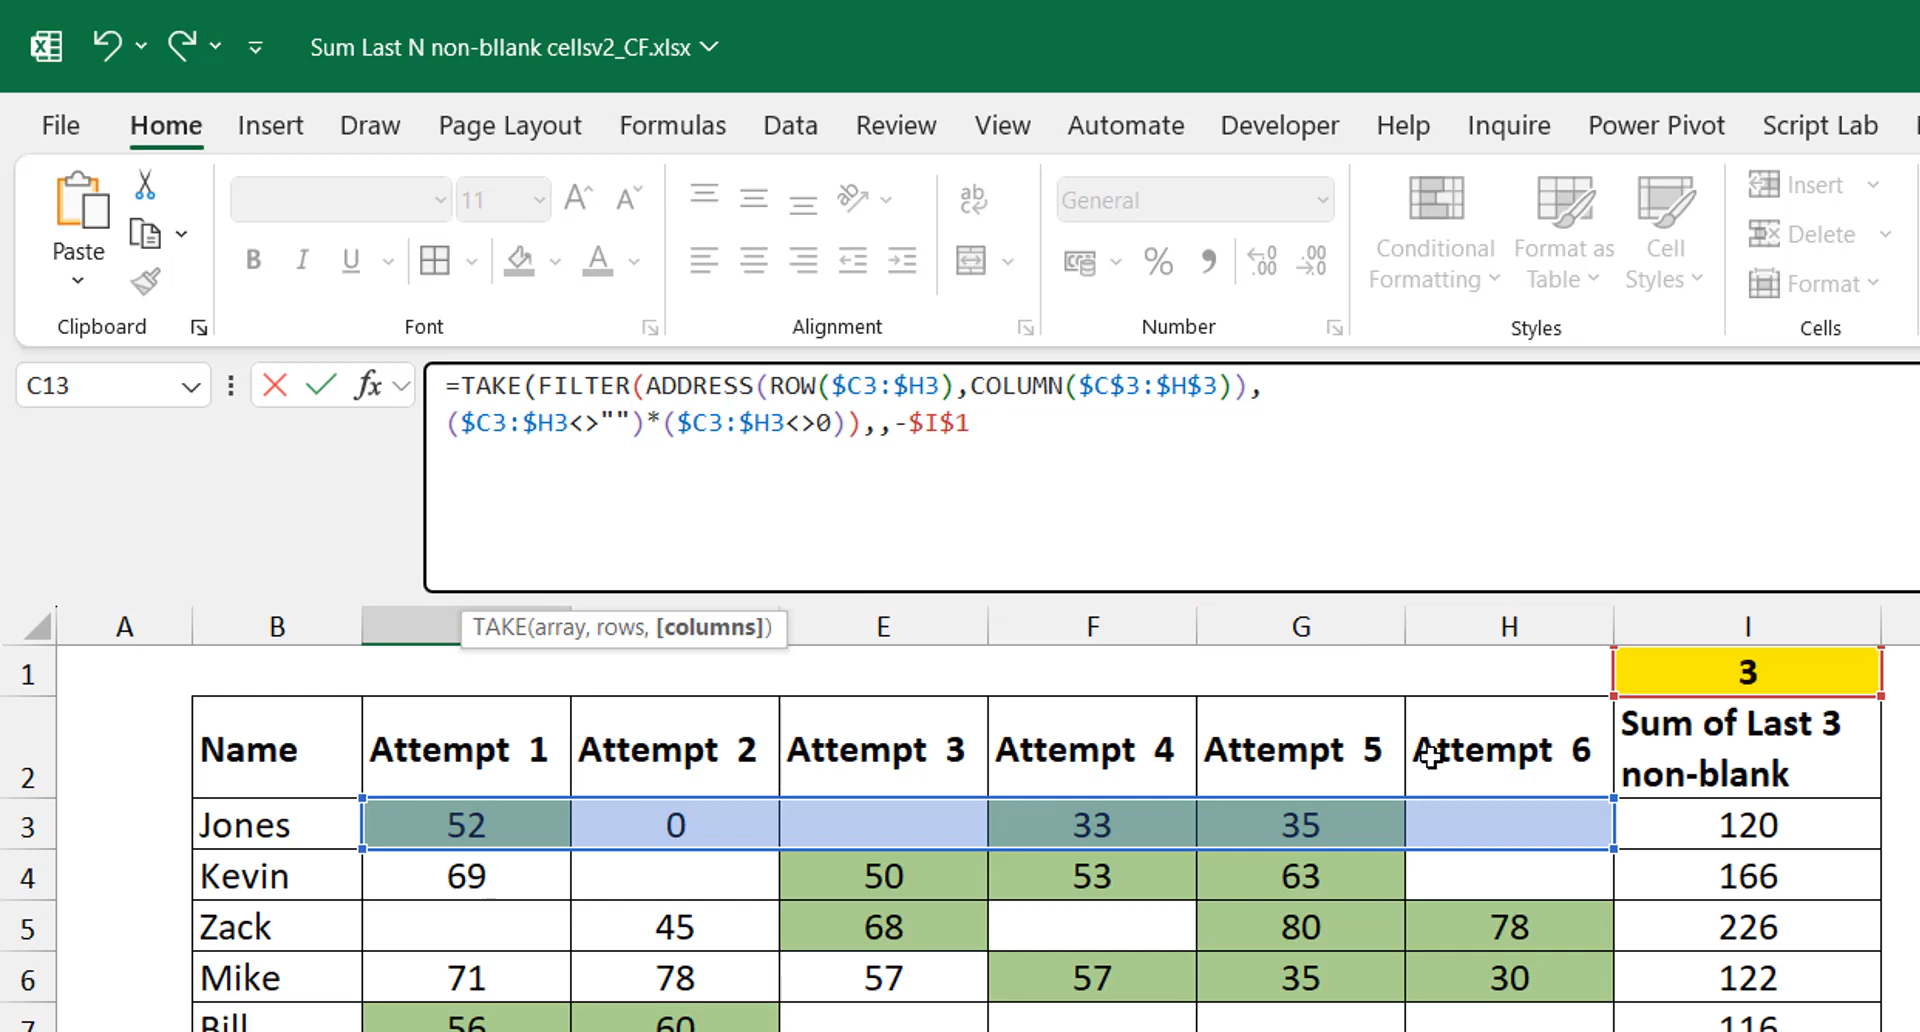 Sum Last N non-bllank cellsv2_CF.xlsx
File Home Insert Draw Page Layout Formulas Data Review View Automate Developer Help Inquire Power Pivot Script Lab
Paste
Clipboard
11
B I U
Font
ab
Alignment
General
Number
Conditional Formatting
Format as Table
Cell Styles
Styles
Insert
Delete
Format
Cells
C13
fx
=TAKE(FILTER(ADDRESS(ROW($C3:$H3),COLUMN($C$3:$H$3)),
($C3:$H3<>"")*($C3:$H3<>0)),,-$I$1
TAKE(array, rows, [columns])
A B E F G H I
1 3
2 Name Attempt 1 Attempt 2 Attempt 3 Attempt 4 Attempt 5 Attempt 6 Sum of Last 3 non-blank
3 Jones 52 0 33 35 120
4 Kevin 69 50 53 63 166
5 Zack 45 68 80 78 226
6 Mike 71 78 57 57 35 30 122
7 Bill 56 60 116